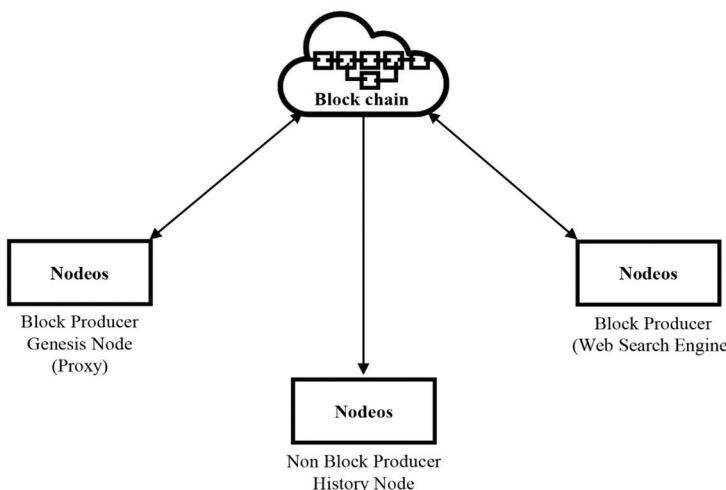 Block chain
Nodeos
Block Producer
Genesis Node
(Proxy)
Nodeos
Block Producer
(Web Search Engine
Nodeos
Non Block Producer
History Node